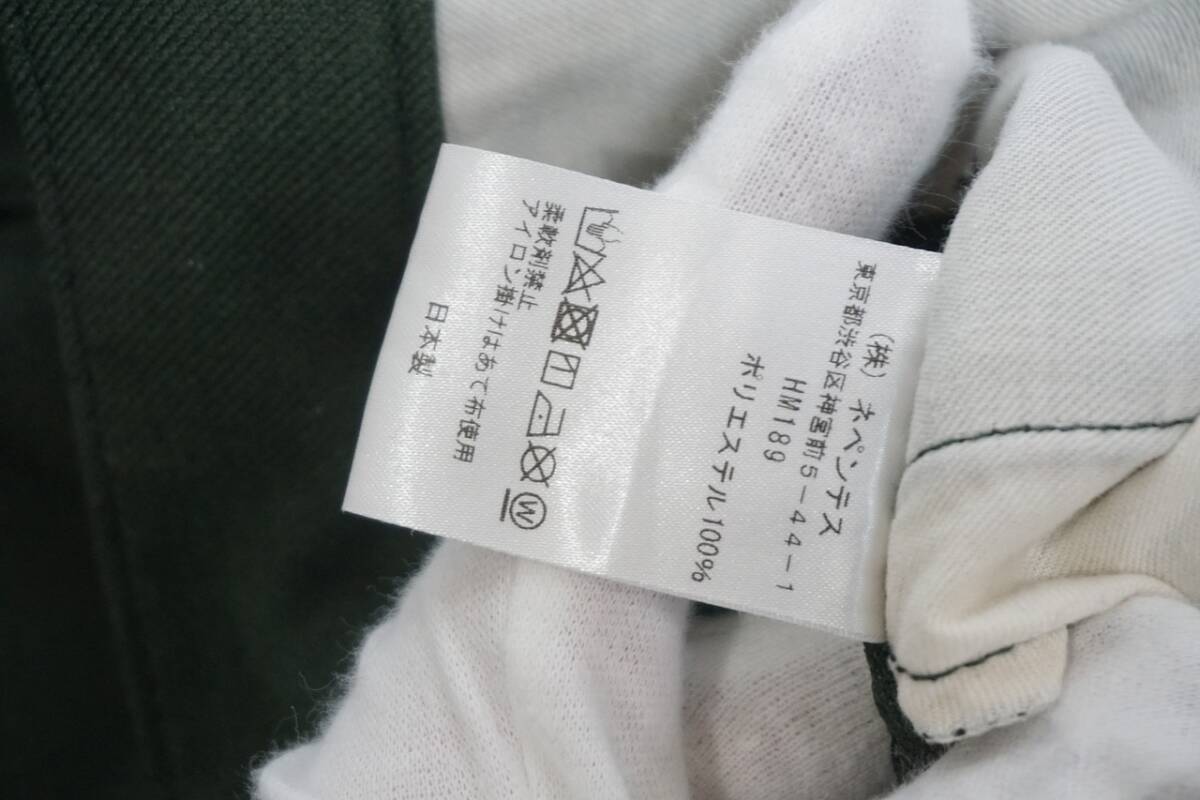 (株) ネペンテス
東京都渋谷区神宮前5-44-1
HM189
ポリエステル100%
W
柔軟剤禁止
アイロン掛けはあて布使用
日本製